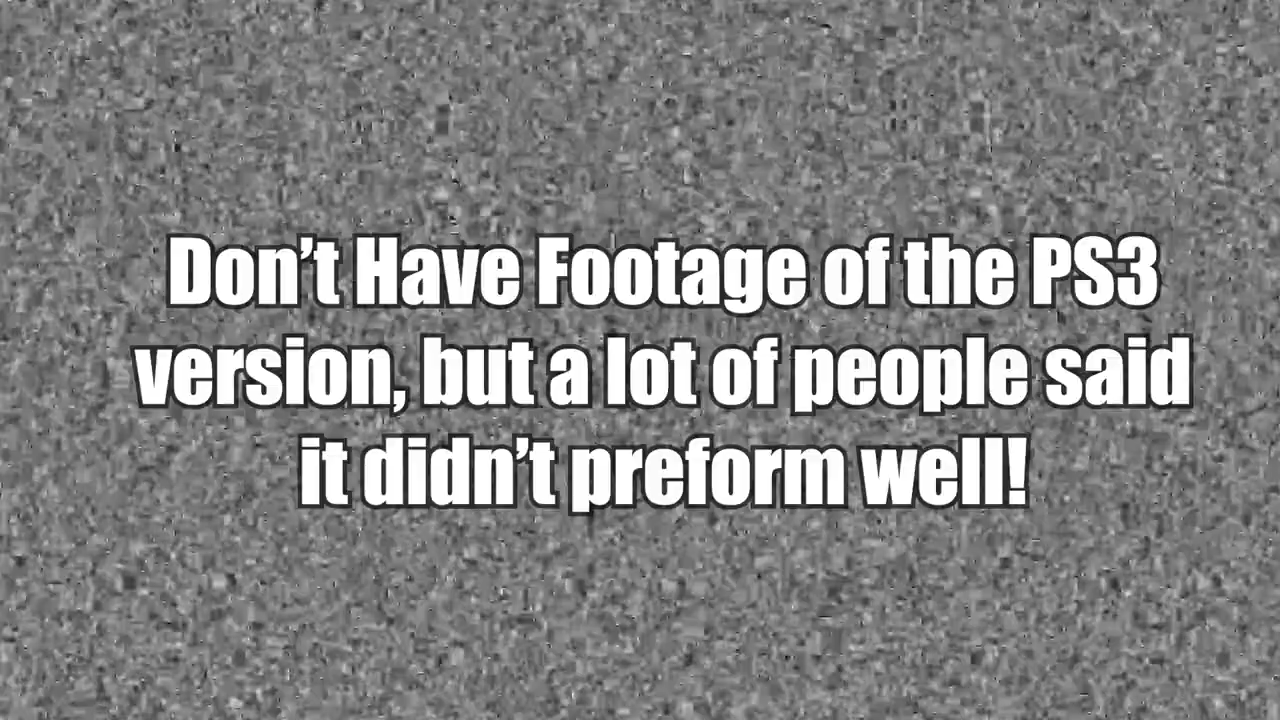 Don’t Have Footage of the PS3
version, but a lot of people said
it didn’t preform well!